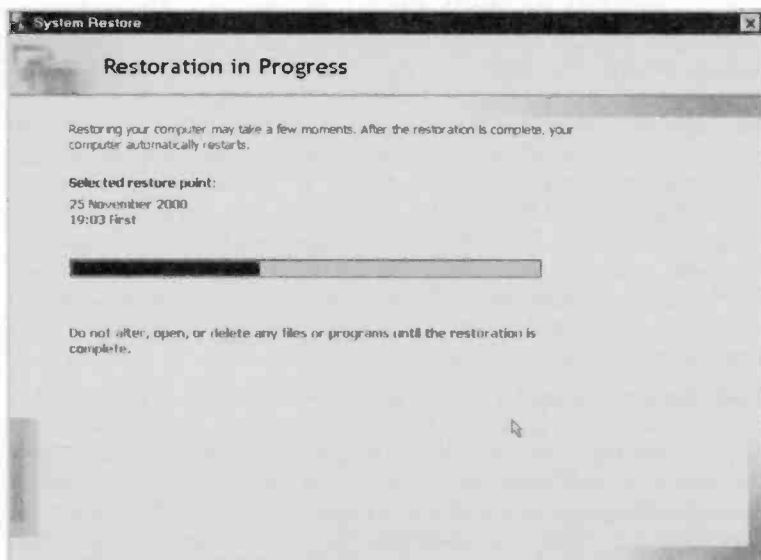 System Restore
Restoration in Progress
Restoring your computer may take a few moments. After the restoration is complete, your
computer automatically restarts.
Selected restore point:
25 November 2000
19:03 First
Do not alter, open, or delete any files or programs until the restoration is
complete.